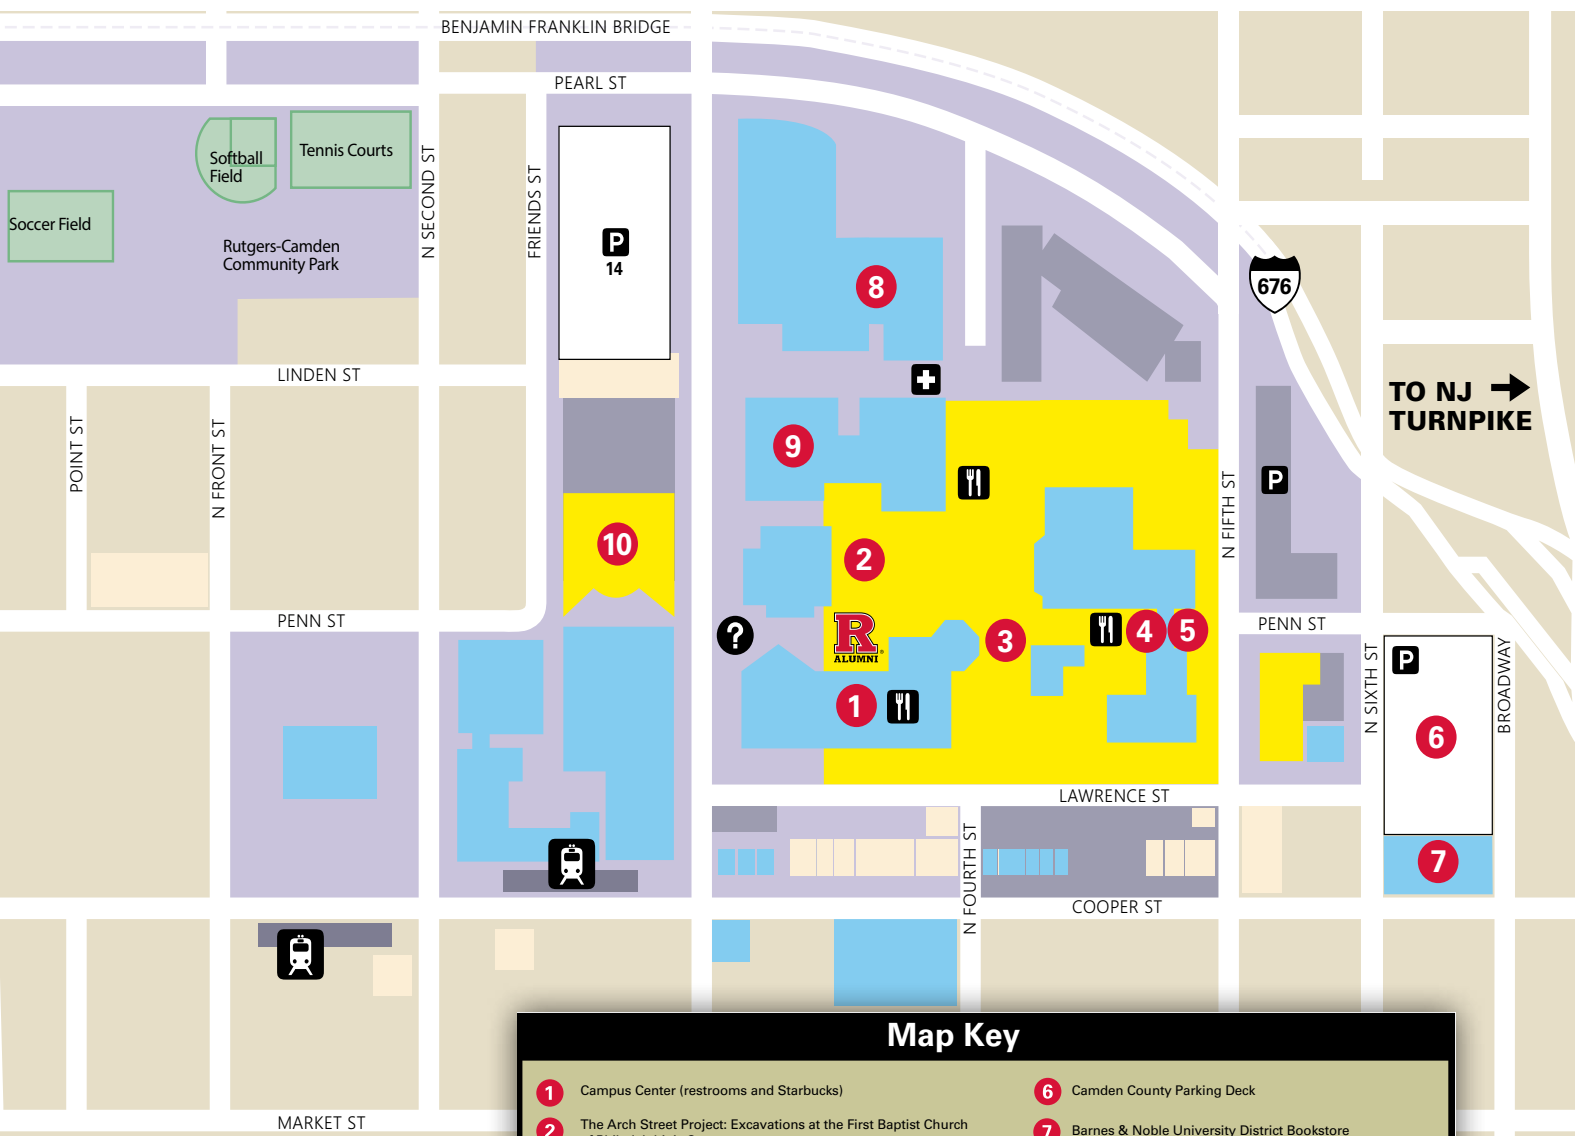 BENJAMIN FRANKLIN BRIDGE
PEARL ST
Softball
Field
Tennis Courts
Soccer Field
Rutgers-Camden
Community Park
N SECOND ST
FRIENDS ST
P
14
8
676
TO NJ
TURNPIKE
LINDEN ST
POINT ST
N FRONT ST
9
P
N FIFTH ST
10
2
PENN ST
?
R
ALUMNI
3
4
5
PENN ST
N SIXTH ST
P
BROADWAY
1
6
LAWRENCE ST
7
N FOURTH ST
COOPER ST
MARKET ST
Map Key
1 Campus Center (restrooms and Starbucks)
2 The Arch Street Project: Excavations at the First Baptist Church
6 Camden County Parking Deck
7 Barnes & Noble University District Bookstore